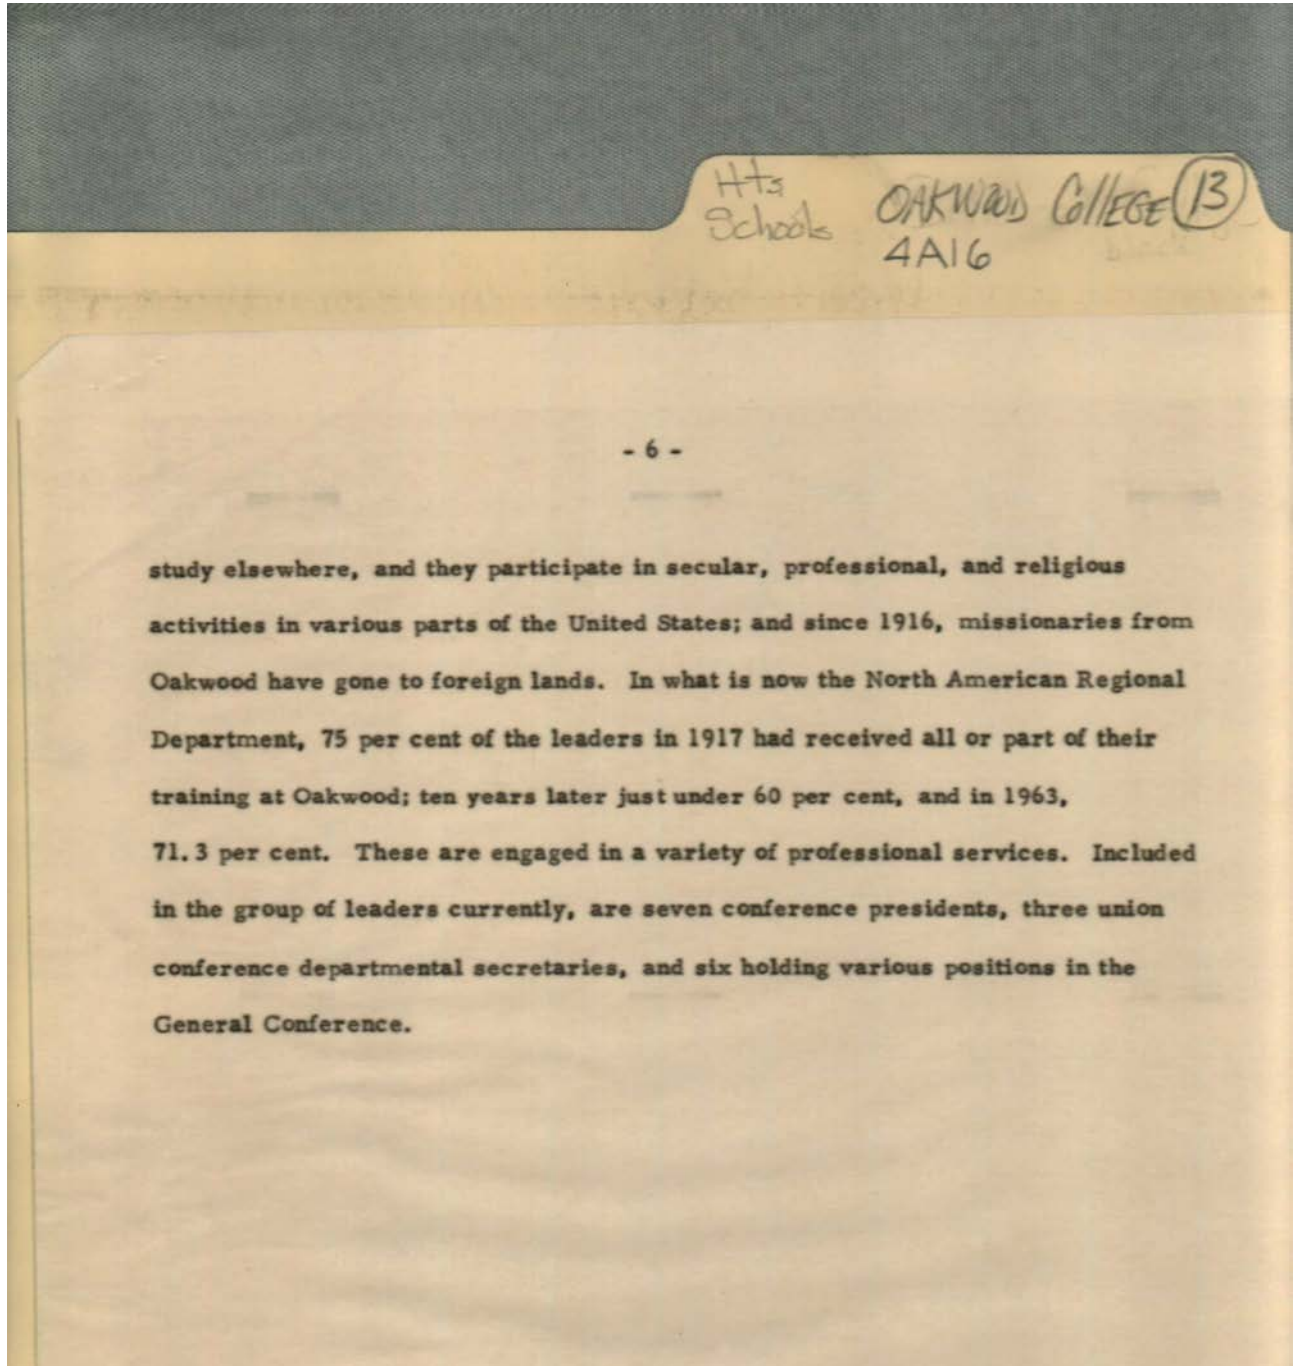 Hts
Schools
OAKWOOD COllEGE 13
4A16
- 6 -
study elsewhere, and they participate in secular, professional, and religious
activities in various parts of the United States; and since 1916, missionaries from
Oakwood have gone to foreign lands. In what is now the North American Regional
Department, 75 per cent of the leaders in 1917 had received all or part of their
training at Oakwood; ten years later just under 60 per cent, and in 1963,
71.3 per cent. These are engaged in a variety of professional services. Included
in the group of leaders currently, are seven conference presidents, three union
conference departmental secretaries, and six holding various positions in the
General Conference.